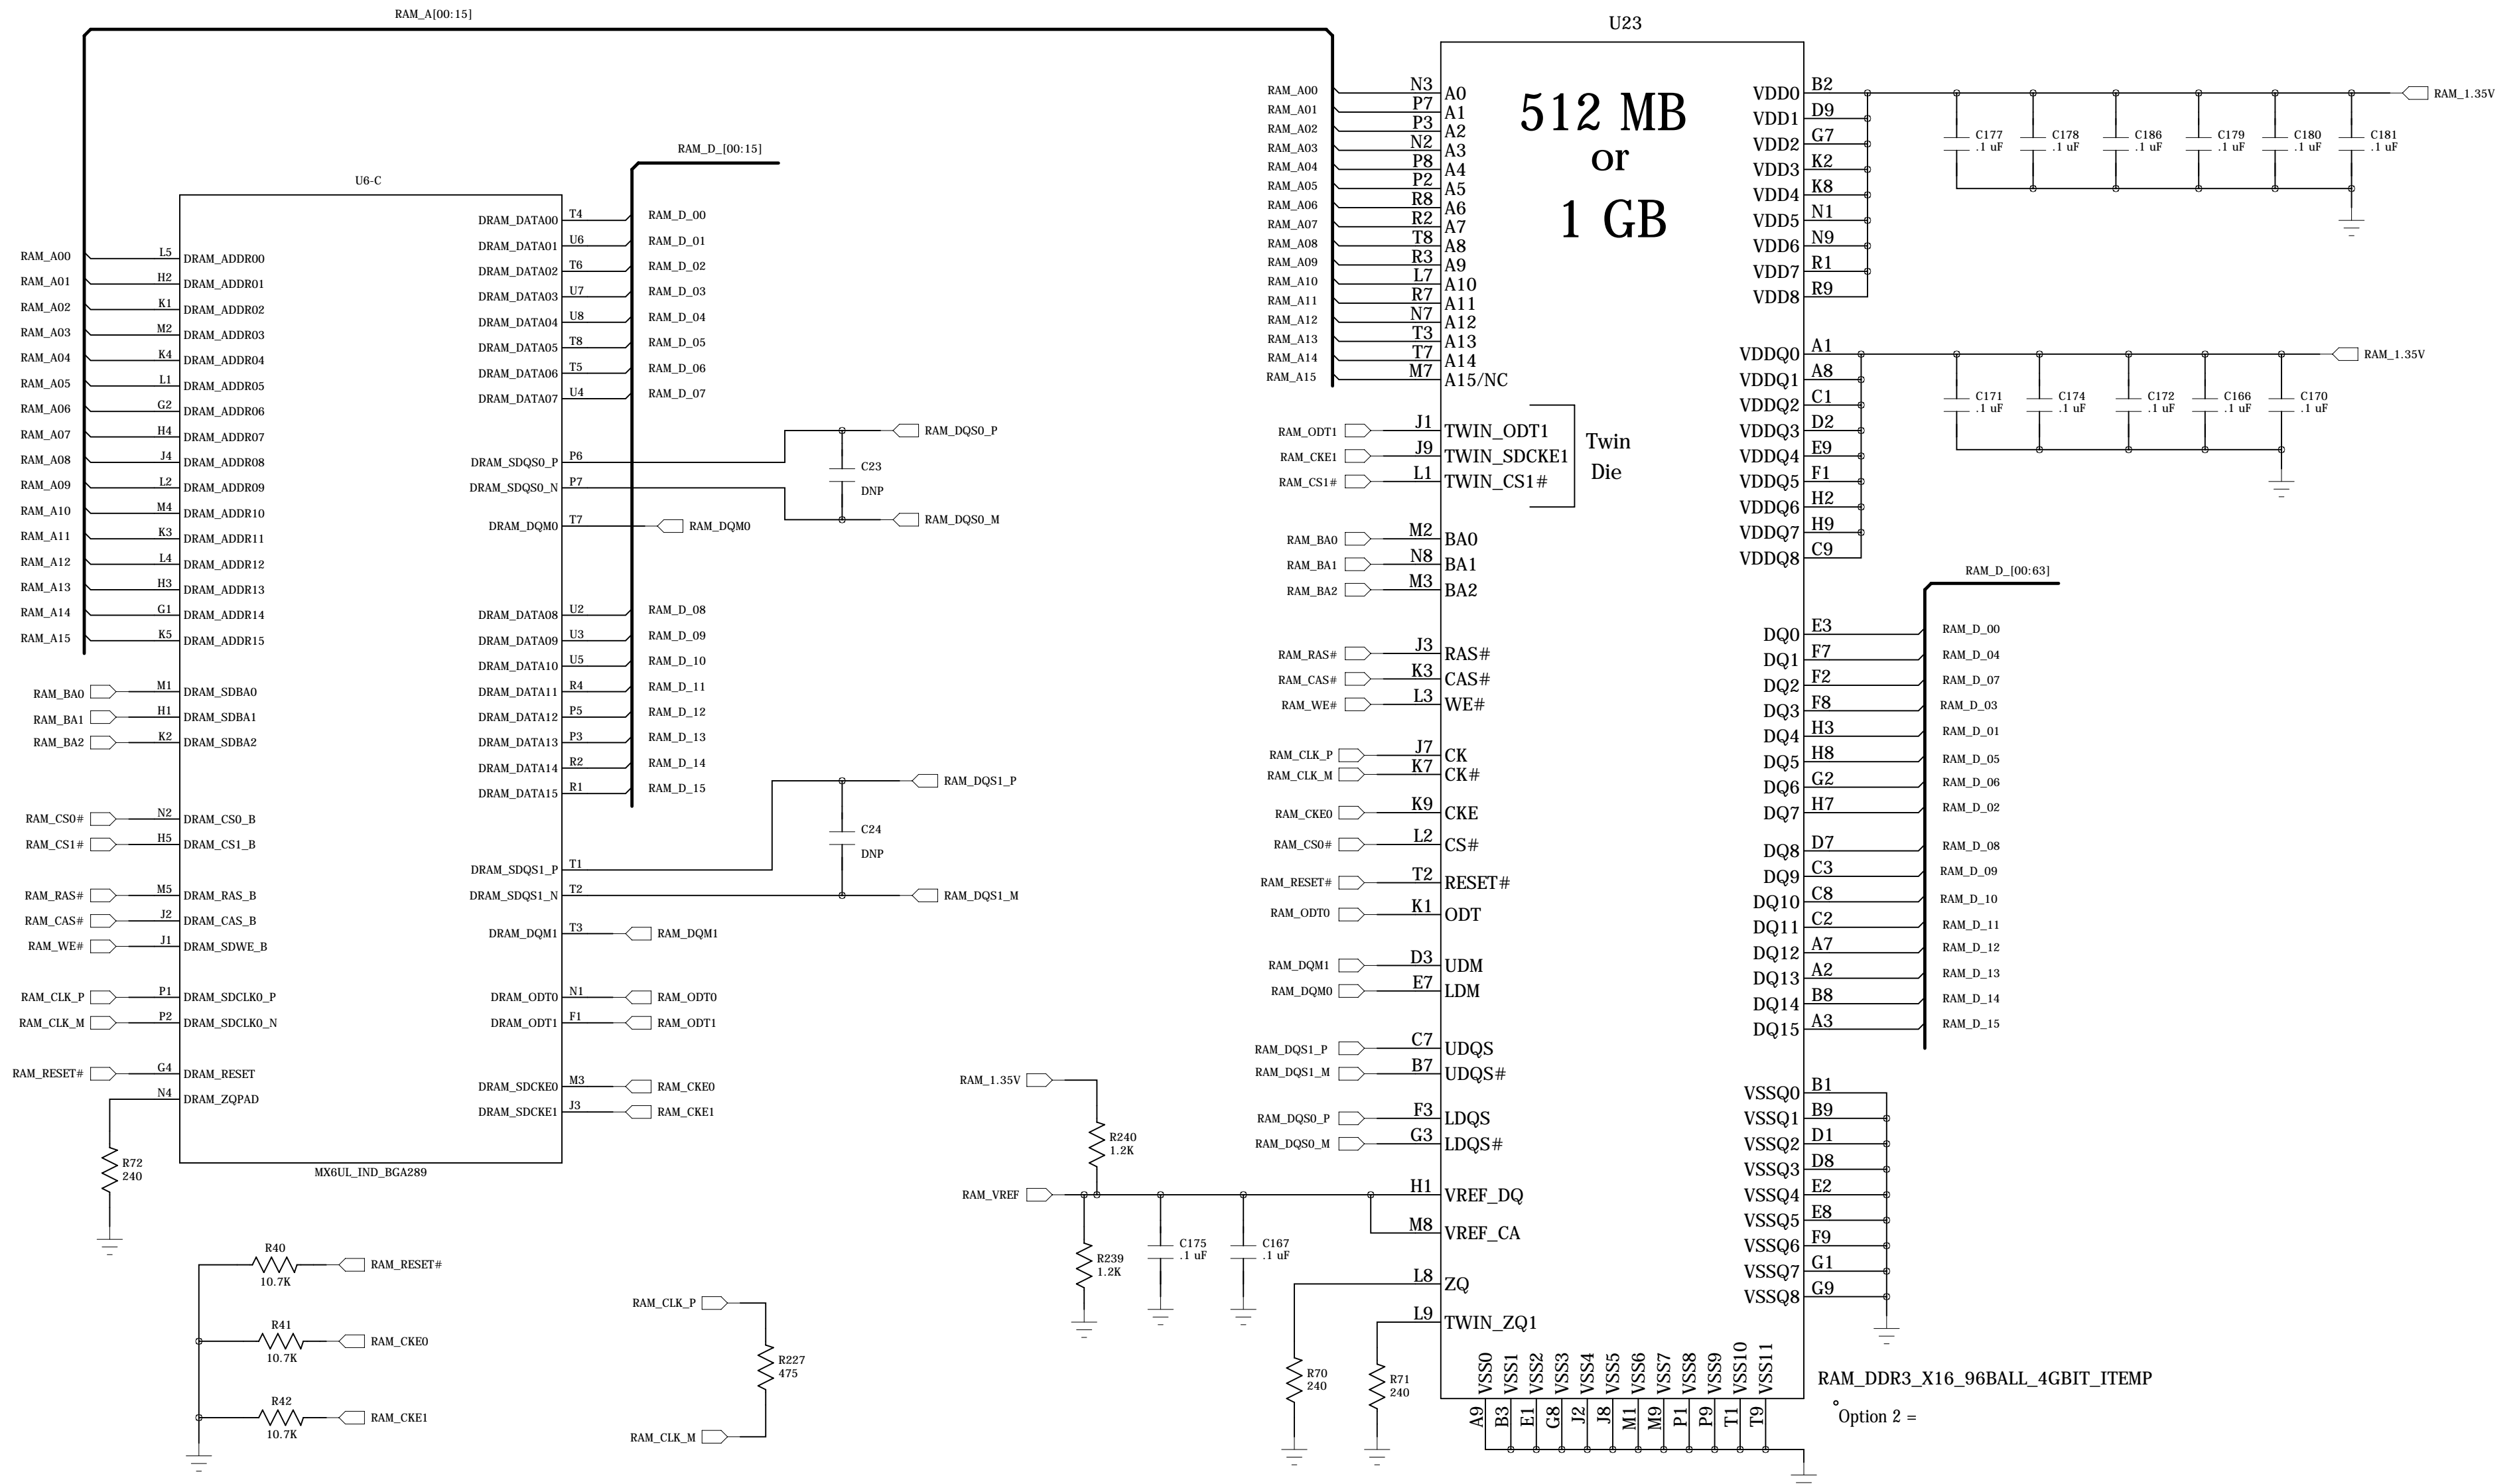 RAM_A[00:15]
U6-C
RAM_A00 L5 DRAM_ADDR00
RAM_A01 H2 DRAM_ADDR01
RAM_A02 K1 DRAM_ADDR02
RAM_A03 M2 DRAM_ADDR03
RAM_A04 K4 DRAM_ADDR04
RAM_A05 L1 DRAM_ADDR05
RAM_A06 G2 DRAM_ADDR06
RAM_A07 H4 DRAM_ADDR07
RAM_A08 J4 DRAM_ADDR08
RAM_A09 L2 DRAM_ADDR09
RAM_A10 M4 DRAM_ADDR10
RAM_A11 K3 DRAM_ADDR11
RAM_A12 L4 DRAM_ADDR12
RAM_A13 H3 DRAM_ADDR13
RAM_A14 G1 DRAM_ADDR14
RAM_A15 K5 DRAM_ADDR15
RAM_BA0 M1 DRAM_SDBA0
RAM_BA1 H1 DRAM_SDBA1
RAM_BA2 K2 DRAM_SDBA2
RAM_CS0# N2 DRAM_CS0_B
RAM_CS1# H5 DRAM_CS1_B
RAM_RAS# M5 DRAM_RAS_B
RAM_CAS# J2 DRAM_CAS_B
RAM_WE# J1 DRAM_SDWE_B
RAM_CLK_P P1 DRAM_SDCLK0_P
RAM_CLK_M P2 DRAM_SDCLK0_N
RAM_RESET# G4 DRAM_RESET
N4 DRAM_ZQPAD
R72
240
MX6UL_IND_BGA289
RAM_D_[00:15]
DRAM_DATA00 T4 RAM_D_00
DRAM_DATA01 U6 RAM_D_01
DRAM_DATA02 T6 RAM_D_02
DRAM_DATA03 U7 RAM_D_03
DRAM_DATA04 U8 RAM_D_04
DRAM_DATA05 T8 RAM_D_05
DRAM_DATA06 T5 RAM_D_06
DRAM_DATA07 U4 RAM_D_07
DRAM_SDQS0_P P6 RAM_DQS0_P
C23
DNP
DRAM_SDQS0_N P7 RAM_DQS0_M
DRAM_DQM0 T7 RAM_DQM0
DRAM_DATA08 U2 RAM_D_08
DRAM_DATA09 U3 RAM_D_09
DRAM_DATA10 U5 RAM_D_10
DRAM_DATA11 R4 RAM_D_11
DRAM_DATA12 P5 RAM_D_12
DRAM_DATA13 P3 RAM_D_13
DRAM_DATA14 R2 RAM_D_14
DRAM_DATA15 R1 RAM_D_15
DRAM_SDQS1_P T1 RAM_DQS1_P
C24
DNP
DRAM_SDQS1_N T2 RAM_DQS1_M
DRAM_DQM1 T3 RAM_DQM1
DRAM_ODT0 N1 RAM_ODT0
DRAM_ODT1 F1 RAM_ODT1
DRAM_SDCKE0 M3 RAM_CKE0
DRAM_SDCKE1 J3 RAM_CKE1
R40
10.7K
RAM_RESET#
R41
10.7K
RAM_CKE0
R42
10.7K
RAM_CKE1
RAM_CLK_P
R227
475
RAM_CLK_M
U23
512 MB
or
1 GB
RAM_A00 N3 A0
RAM_A01 P7 A1
RAM_A02 P3 A2
RAM_A03 N2 A3
RAM_A04 P8 A4
RAM_A05 P2 A5
RAM_A06 R8 A6
RAM_A07 R2 A7
RAM_A08 T8 A8
RAM_A09 R3 A9
RAM_A10 L7 A10
RAM_A11 R7 A11
RAM_A12 N7 A12
RAM_A13 T3 A13
RAM_A14 T7 A14
RAM_A15 M7 A15/NC
RAM_ODT1 J1 TWIN_ODT1
RAM_CKE1 J9 TWIN_SDCKE1
RAM_CS1# L1 TWIN_CS1#
Twin
Die
RAM_BA0 M2 BA0
RAM_BA1 N8 BA1
RAM_BA2 M3 BA2
RAM_RAS# J3 RAS#
RAM_CAS# K3 CAS#
RAM_WE# L3 WE#
RAM_CLK_P J7 CK
RAM_CLK_M K7 CK#
RAM_CKE0 K9 CKE
RAM_CS0# L2 CS#
RAM_RESET# T2 RESET#
RAM_ODT0 K1 ODT
RAM_DQM1 D3 UDM
RAM_DQM0 E7 LDM
RAM_DQS1_P C7 UDQS
RAM_DQS1_M B7 UDQS#
RAM_DQS0_P F3 LDQS
RAM_DQS0_M G3 LDQS#
RAM_1.35V
R240
1.2K
RAM_VREF H1 VREF_DQ
M8 VREF_CA
R239
1.2K
C175
.1 uF
C167
.1 uF
L8 ZQ
L9 TWIN_ZQ1
R70
240
R71
240
VDD0 B2 RAM_1.35V
VDD1 D9
VDD2 G7
VDD3 K2
VDD4 K8
VDD5 N1
VDD6 N9
VDD7 R1
VDD8 R9
C177 C178 C186 C179 C180 C181
.1 uF .1 uF .1 uF .1 uF .1 uF .1 uF
VDDQ0 A1 RAM_1.35V
VDDQ1 A8
VDDQ2 C1
VDDQ3 D2
VDDQ4 E9
VDDQ5 F1
VDDQ6 H2
VDDQ7 H9
VDDQ8 C9
C171 C174 C172 C166 C170
.1 uF .1 uF .1 uF .1 uF .1 uF
RAM_D_[00:63]
DQ0 E3 RAM_D_00
DQ1 F7 RAM_D_04
DQ2 F2 RAM_D_07
DQ3 F8 RAM_D_03
DQ4 H3 RAM_D_01
DQ5 H8 RAM_D_05
DQ6 G2 RAM_D_06
DQ7 H7 RAM_D_02
DQ8 D7 RAM_D_08
DQ9 C3 RAM_D_09
DQ10 C8 RAM_D_10
DQ11 C2 RAM_D_11
DQ12 A7 RAM_D_12
DQ13 A2 RAM_D_13
DQ14 B8 RAM_D_14
DQ15 A3 RAM_D_15
VSSQ0 B1
VSSQ1 B9
VSSQ2 D1
VSSQ3 D8
VSSQ4 E2
VSSQ5 E8
VSSQ6 F9
VSSQ7 G1
VSSQ8 G9
VSS0 VSS1 VSS2 VSS3 VSS4 VSS5 VSS6 VSS7 VSS8 VSS9 VSS10 VSS11
A9 B3 E1 G8 J2 J8 M1 M9 P1 P9 T1 T9
RAM_DDR3_X16_96BALL_4GBIT_ITEMP
Option 2 =